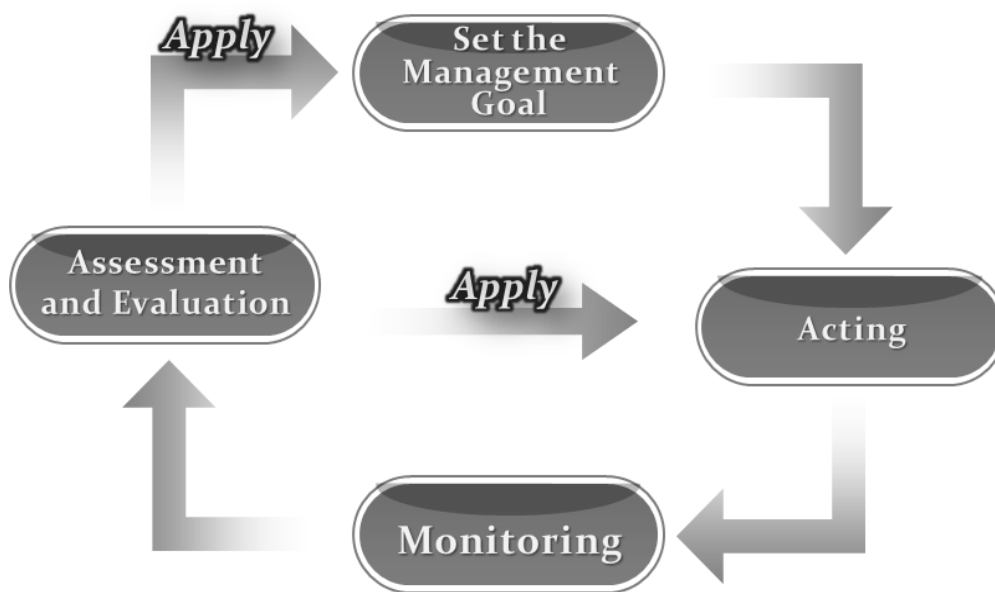 Apply
Set the
Management
Goal
Assessment
and Evaluation
Apply
Acting
Monitoring